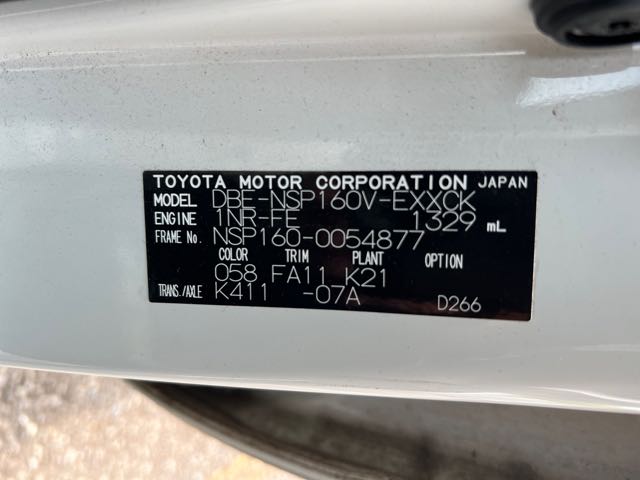 TOYOTA MOTOR CORPORATION JAPAN
MODEL DBE-NSP160V-EXXCK
ENGINE 1NR-FE 1329 mL
FRAME No. NSP160-0054877
COLOR TRIM PLANT OPTION
058 FA11 K21
TRANS./AXLE K411 -07A D266